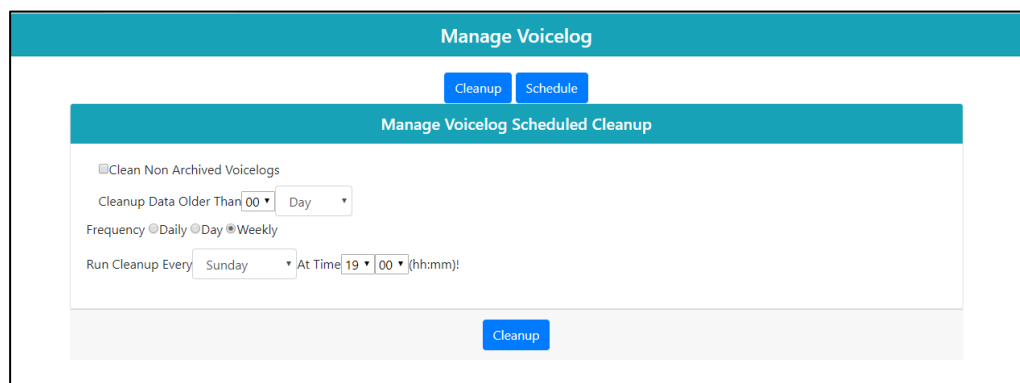 Manage Voicelog
Cleanup Schedule
Manage Voicelog Scheduled Cleanup
Clean Non Archived Voicelogs
Cleanup Data Older Than 00 Day
Frequency Daily Day Weekly
Run Cleanup Every Sunday At Time 19 00 (hh:mm)!
Cleanup